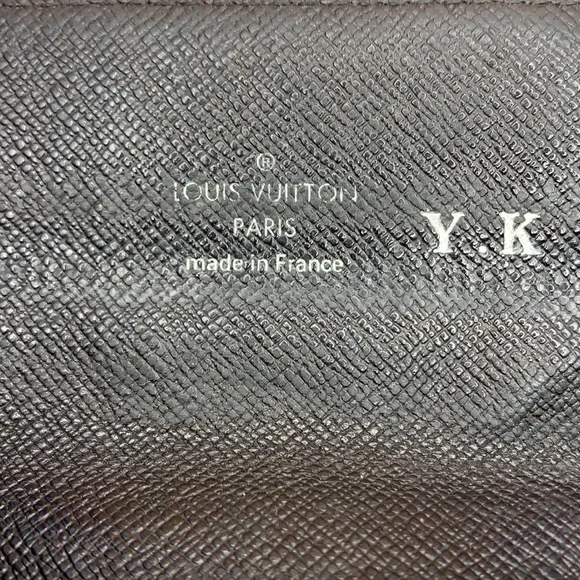 ®
LOUIS VUITTON
PARIS
made in France
Y.K